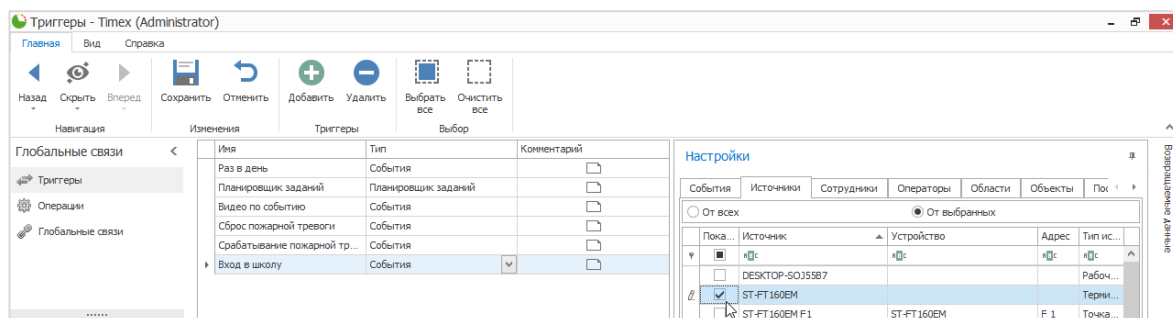 Триггеры - Timex (Administrator)
Главная Вид Справка
Назад Скрыть Вперед Сохранить Отменить Добавить Удалить Выбрать все Очистить все
Навигация Изменения Триггеры Выбор
Глобальные связи
Триггеры
Операции
Глобальные связи
Имя Тип Комментарий
Раз в день События
Планировщик заданий Планировщик заданий
Видео по событию События
Сброс пожарной тревоги События
Срабатывание пожарной тр... События
Вход в школу События
Настройки
События Источники Сотрудники Операторы Области Объекты Пос
От всех От выбранных
Пока... Источник Устройство Адрес Тип ис...
DESKTOP-SOJ55B7 Рабоч...
ST-FT160EM Терми...
ST-FT160EM F1 ST-FT160EM F 1 Точка...
Возвращаемые данные